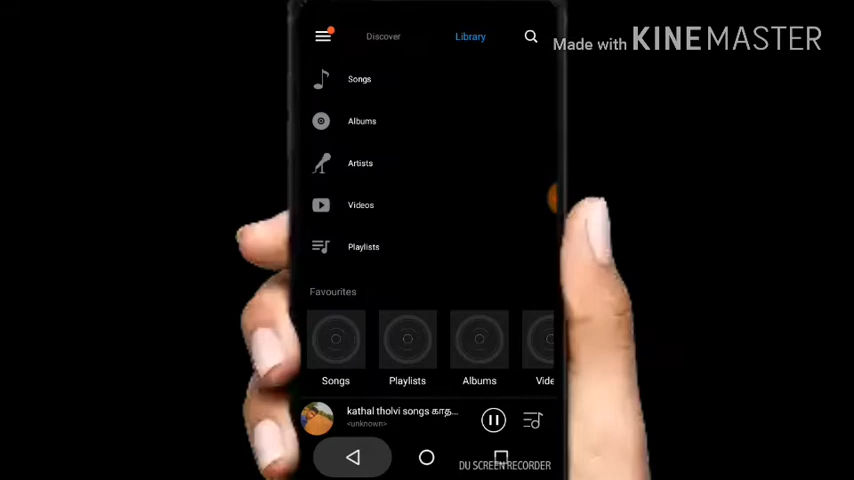 Discover
Library
Made with KINEMASTER
Songs
Albums
Artists
Videos
Playlists
Favourites
Songs
Playlists
Albums
Vide
kathal tholvi songs காத...
<unknown>
DU SCREEN RECORDER